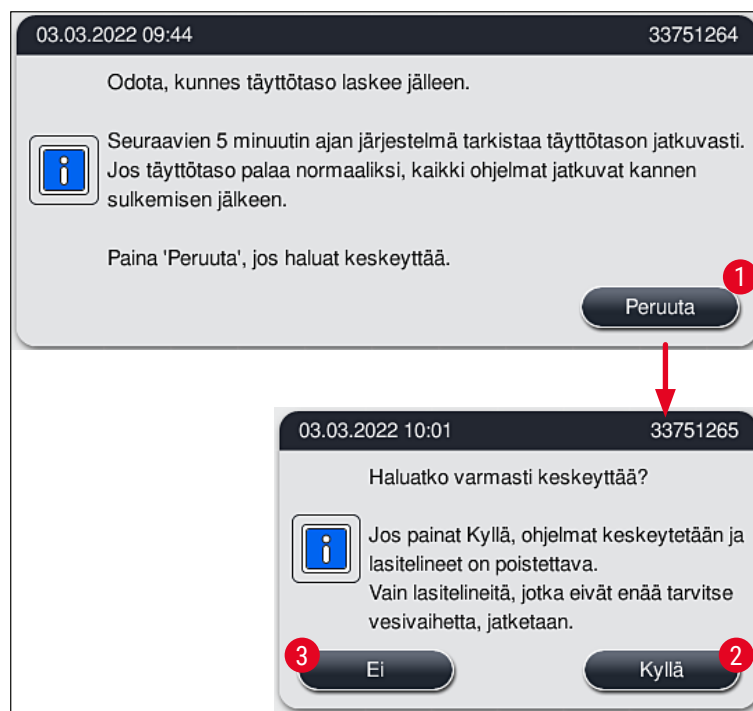 03.03.2022 09:44 33751264
Odota, kunnes täyttötaso laskee jälleen.
Seuraavien 5 minuutin ajan järjestelmä tarkistaa täyttötason jatkuvasti.
Jos täyttötaso palaa normaaliksi, kaikki ohjelmat jatkuvat kannen
sulkemisen jälkeen.
Paina 'Peruuta', jos haluat keskeyttää.
1
Peruuta
03.03.2022 10:01 33751265
Haluatko varmasti keskeyttää?
Jos painat Kyllä, ohjelmat keskeytetään ja
lasitelineet on poistettava.
Vain lasitelineitä, jotka eivät enää tarvitse
vesivaihetta, jatketaan.
3 Ei Kyllä 2